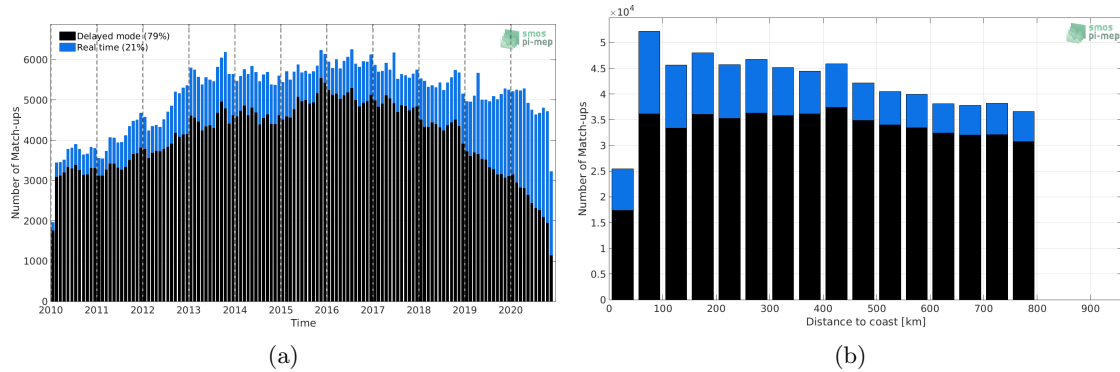 Delayed mode (79%)
Real time (21%)
smos
pi-mep
6000
5000
4000
3000
2000
1000
0
Number of Match-ups
2010 2011 2012 2013 2014 2015 2016 2017 2018 2019 2020
Time
(a)
×10⁴
smos
pi-mep
5
4.5
4
3.5
3
2.5
2
1.5
1
0.5
0
Number of Match-ups
0 100 200 300 400 500 600 700 800 900
Distance to coast [km]
(b)